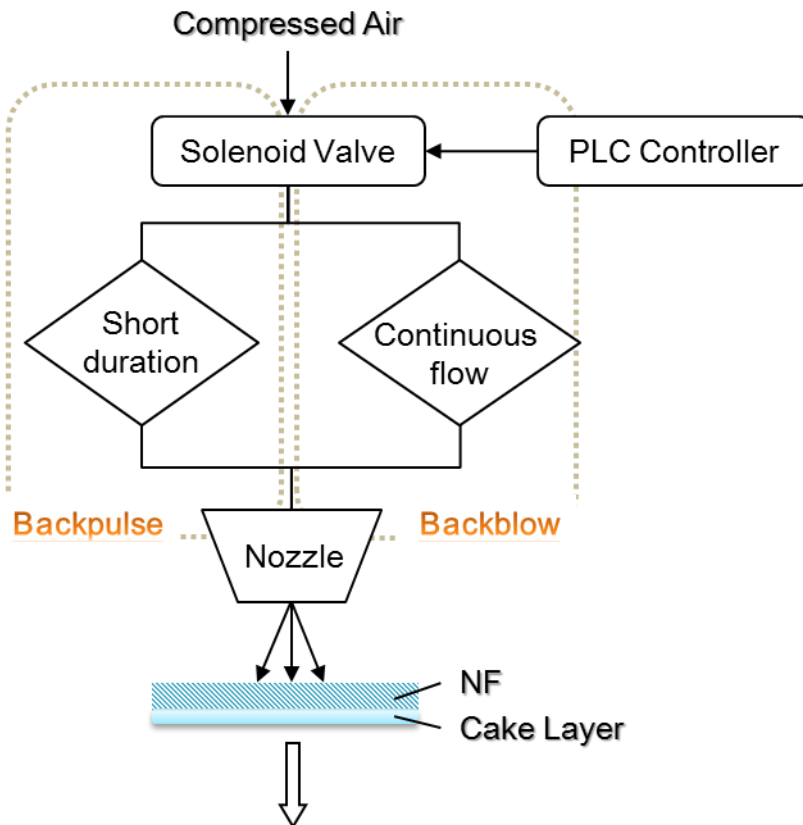 Compressed Air
Solenoid Valve
PLC Controller
Short
duration
Continuous
flow
Backpulse
Backblow
Nozzle
NF
Cake Layer